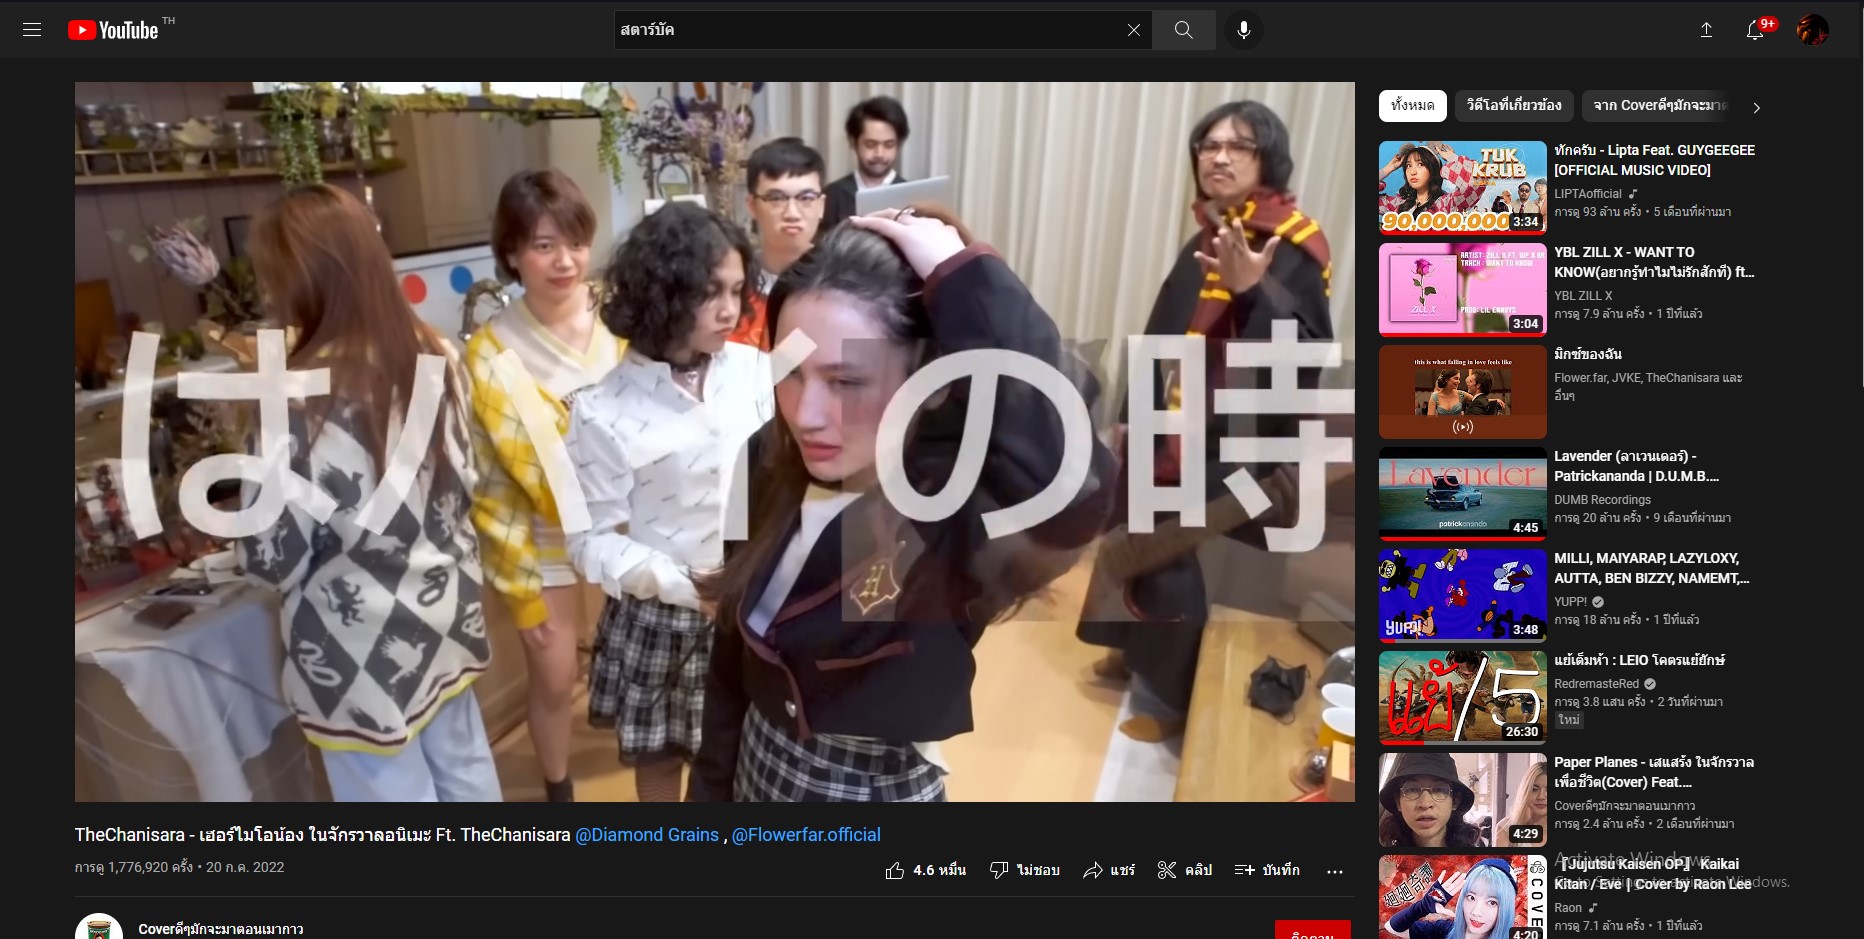 YouTube TH
สตาร์บัค
9+
はハイの時
TheChanisara - เฮอร์ไมโอน้อง ในจักรวาลอนิเมะ Ft. TheChanisara @Diamond Grains , @Flowerfar.official
การดู 1,776,920 ครั้ง • 20 ก.ค. 2022
4.6 หมื่น ไม่ชอบ แชร์ คลิป บันทึก
Coverดีๆมักจะมาตอนเมากาว
ติดตาม
ทั้งหมด วิดีโอที่เกี่ยวข้อง จาก Coverดีๆมักจะมาต
TUK KRUB
90,000,000
3:34
ทักครับ - Lipta Feat. GUYGEEGEE
[OFFICIAL MUSIC VIDEO]
LIPTAofficial
การดู 93 ล้าน ครั้ง • 5 เดือนที่ผ่านมา
ZILL X
3:04
YBL ZILL X - WANT TO
KNOW(อยากรู้ทำไมไม่รักสักที) ft...
YBL ZILL X
การดู 7.9 ล้าน ครั้ง • 1 ปีที่แล้ว
this is what falling in love feels like
มิกซ์ของฉัน
Flower.far, JVKE, TheChanisara และ
อื่นๆ
Lavender
patrickananda
4:45
Lavender (ลาเวนเดอร์) -
Patrickananda | D.U.M.B....
DUMB Recordings
การดู 20 ล้าน ครั้ง • 9 เดือนที่ผ่านมา
YUPP!
3:48
MILLI, MAIYARAP, LAZYLOXY,
AUTTA, BEN BIZZY, NAMEMT,...
YUPP!
การดู 18 ล้าน ครั้ง • 1 ปีที่แล้ว
แย้/5
26:30
แย้เต็มห้า : LEIO โคตรแย้ยักษ์
RedremasteRed
การดู 3.8 แสน ครั้ง • 2 วันที่ผ่านมา
ใหม่
4:29
Paper Planes - เสแสร้ง ในจักรวาล
เพื่อชีวิต(Cover) Feat....
Coverดีๆมักจะมาตอนเมากาว
การดู 2.4 ล้าน ครั้ง • 2 เดือนที่ผ่านมา
廻廻奇譚
COVE
4:20
『Jujutsu Kaisen OP』 Kaikai
Kitan / Eve | Cover by Raon Lee
Raon
การดู 7.1 ล้าน ครั้ง • 1 ปีที่แล้ว
Activate Windows
Go to Settings to activate Windows.